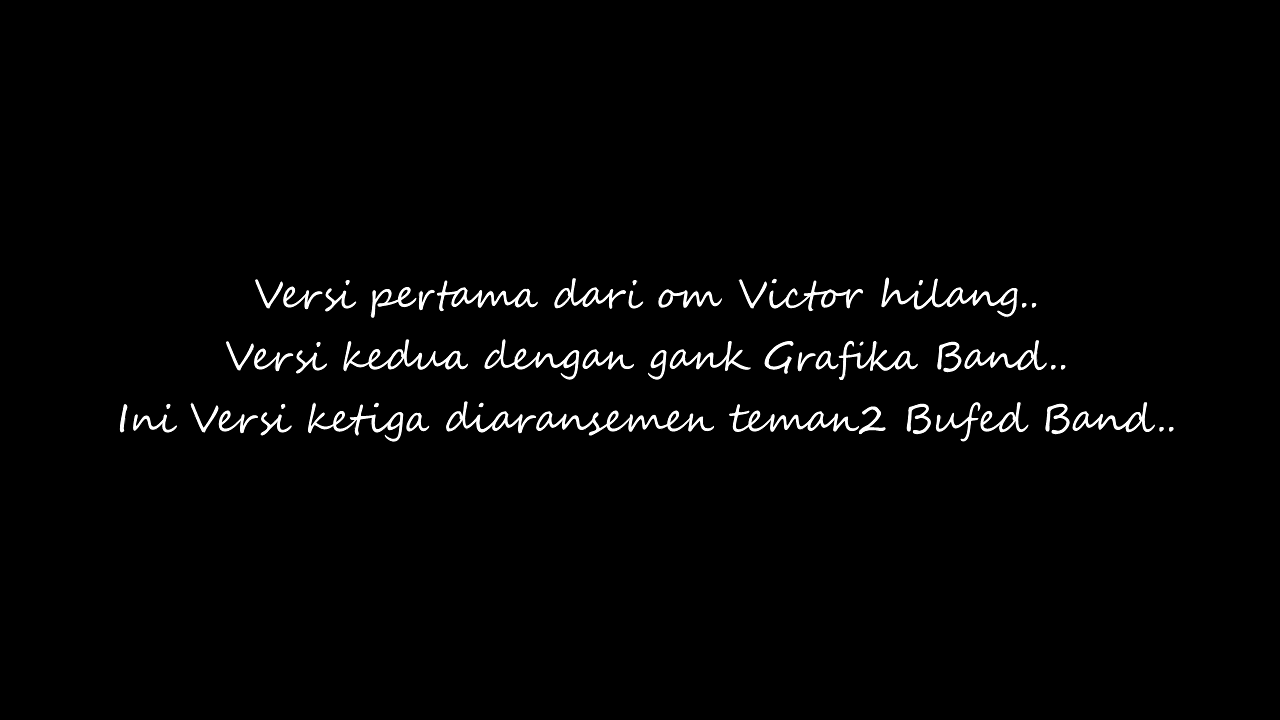 Versi pertama dari om Victor hilang..
Versi kedua dengan gank Grafika Band..
Ini Versi ketiga diaransemen teman2 Bufed Band..